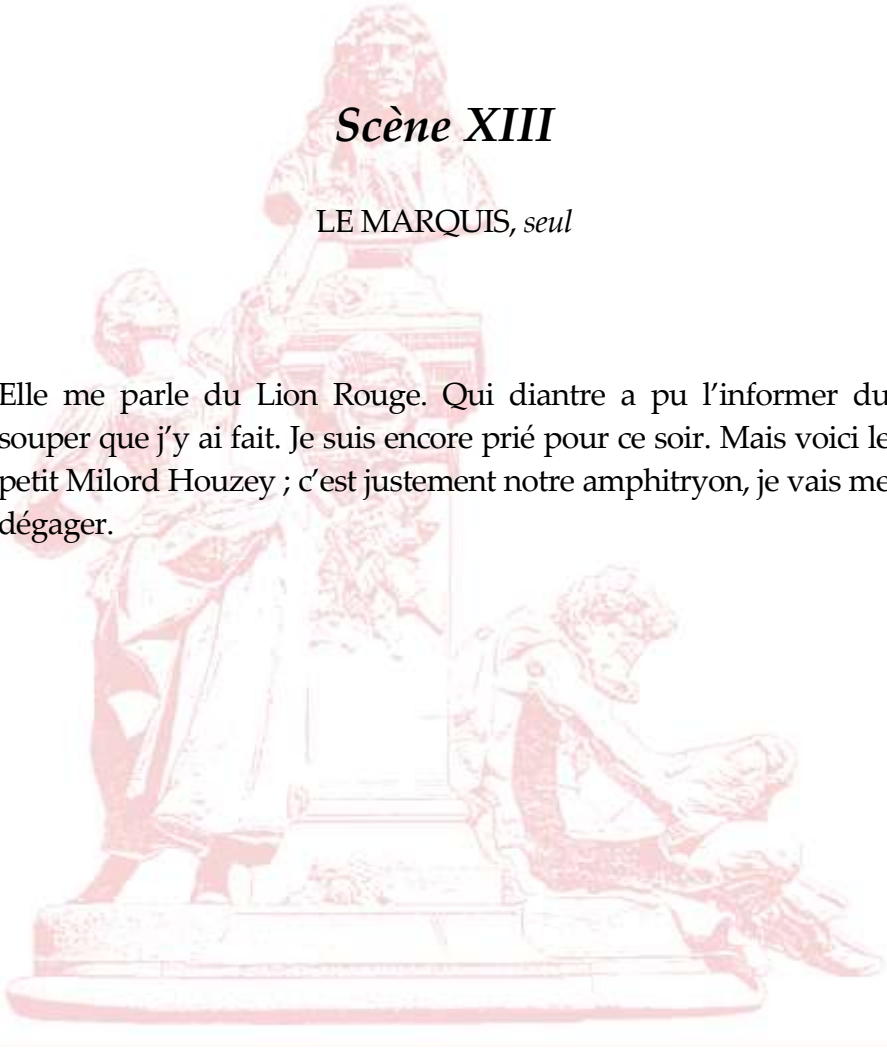 Scène XIII
LE MARQUIS, seul
Elle me parle du Lion Rouge. Qui diantre a pu l’informer du
souper que j’y ai fait. Je suis encore prié pour ce soir. Mais voici le
petit Milord Houzey ; c’est justement notre amphitryon, je vais me
dégager.